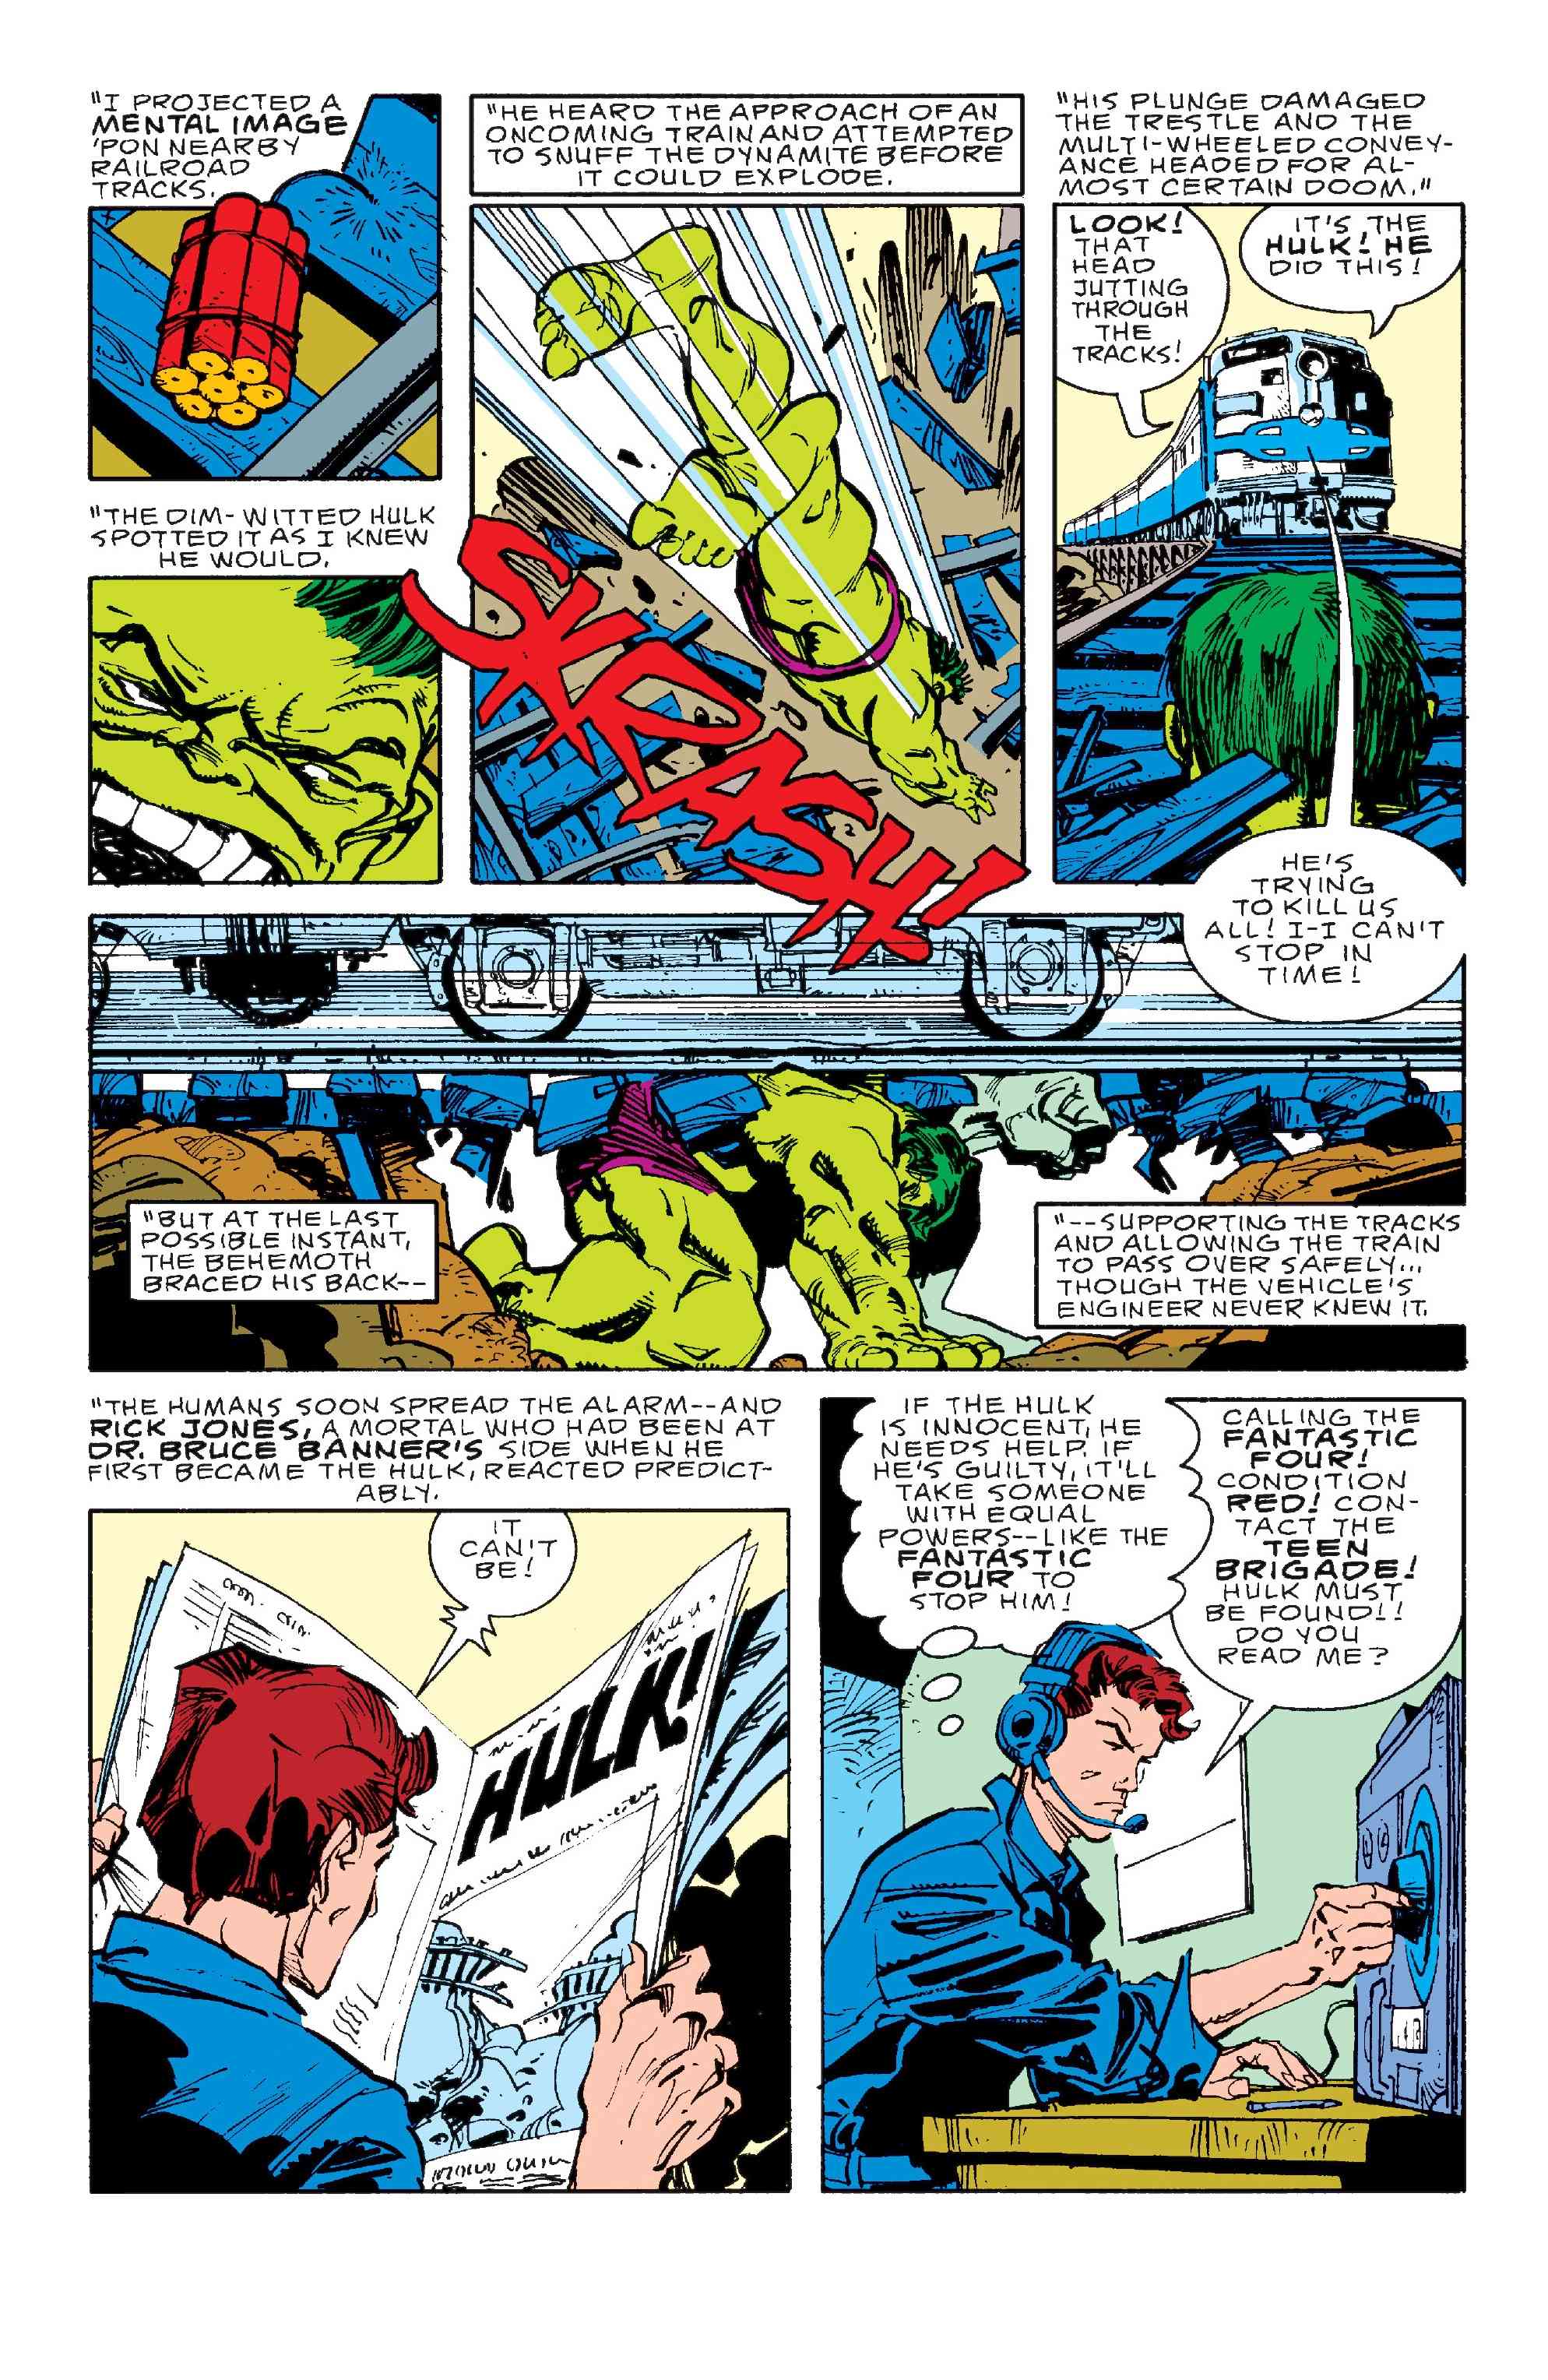 "I PROJECTED A
MENTAL IMAGE
'PON NEARBY
RAILROAD
TRACKS.
"THE DIM-WITTED HULK
SPOTTED IT AS I KNEW
HE WOULD.
"HE HEARD THE APPROACH OF AN
ONCOMING TRAIN AND ATTEMPTED
TO SNUFF THE DYNAMITE BEFORE
IT COULD EXPLODE.
SKRASH!
"HIS PLUNGE DAMAGED
THE TRESTLE AND THE
MULTI-WHEELED CONVEY-
ANCE HEADED FOR AL-
MOST CERTAIN DOOM."
LOOK!
THAT
HEAD
JUTTING
THROUGH
THE
TRACKS!
IT'S THE
HULK! HE
DID THIS!
HE'S
TRYING
TO KILL US
ALL! I-I CAN'T
STOP IN
TIME!
"BUT AT THE LAST
POSSIBLE INSTANT,
THE BEHEMOTH
BRACED HIS BACK--
"--SUPPORTING THE TRACKS
AND ALLOWING THE TRAIN
TO PASS OVER SAFELY...
THOUGH THE VEHICLE'S
ENGINEER NEVER KNEW IT.
"THE HUMANS SOON SPREAD THE ALARM--AND
RICK JONES, A MORTAL WHO HAD BEEN AT
DR. BRUCE BANNER'S SIDE WHEN HE
FIRST BECAME THE HULK, REACTED PREDICT-
ABLY.
IT
CAN'T
BE!
HULK!
IF THE HULK
IS INNOCENT, HE
NEEDS HELP. IF
HE'S GUILTY, IT'LL
TAKE SOMEONE
WITH EQUAL
POWERS--LIKE THE
FANTASTIC
FOUR TO
STOP HIM!
CALLING THE
FANTASTIC
FOUR!
CONDITION
RED! CON-
TACT THE
TEEN
BRIGADE!
HULK MUST
BE FOUND!!
DO YOU
READ ME?